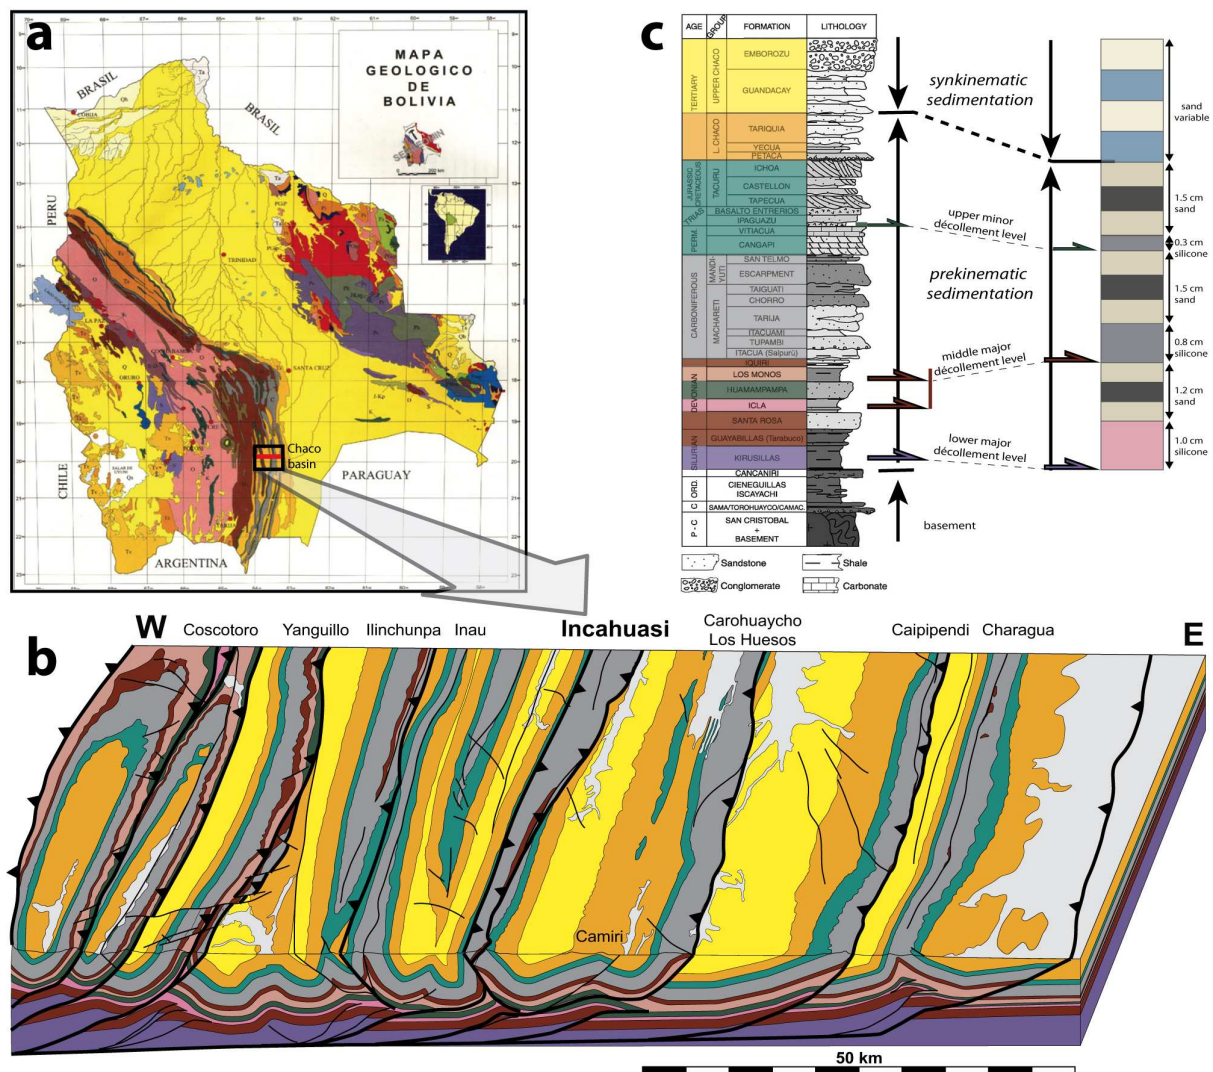 a
MAPA
GEOLOGICO
DE
BOLIVIA
BRASIL
BRASIL
PERU
CHILE
PARAGUAY
ARGENTINA
COBIJA
TRINIDAD
SANTA CRUZ
ORURO
Chaco
basin
c
AGE
GROUP
FORMATION
LITHOLOGY
TERTIARY
UPPER CHACO
EMBOROZU
GUANDACAY
L. CHACO
TARIQUIA
YECUA
PETACA
JURASSIC
CRETACEOUS
TACURU
ICHOA
CASTELLON
TAPECUA
TRIAS
BASALTO ENTRERIOS
IPAGUAZU
PERM.
VITIACUA
CANGAPI
CARBONIFEROUS
MANDI-
YUTI
SAN TELMO
ESCARPMENT
TAIGUATI
MACHARETI
CHORRO
TARIJA
ITACUAMI
TUPAMBI
ITACUA (Saipurú)
DEVONIAN
IQUIRI
LOS MONOS
HUAMAMPAMPA
ICLA
SANTA ROSA
SILURIAN
GUAYABILLAS (Tarabuco)
KIRUSILLAS
CANCANIRI
ORD.
CIENEGUILLAS
ISCAYACHI
C
SAMA/TOROHUAYCO/CAMAC.
P - C
SAN CRISTOBAL
+
BASEMENT
Sandstone
Shale
Conglomerate
Carbonate
synkinematic
sedimentation
upper minor
décollement level
prekinematic
sedimentation
middle major
décollement level
lower major
décollement level
basement
sand
variable
1.5 cm
sand
0.3 cm
silicone
1.5 cm
sand
0.8 cm
silicone
1.2 cm
sand
1.0 cm
silicone
b
W
Coscotoro
Yanguillo
Ilinchunpa
Inau
Incahuasi
Carohuaycho
Los Huesos
Caipipendi
Charagua
E
Camiri
50 km